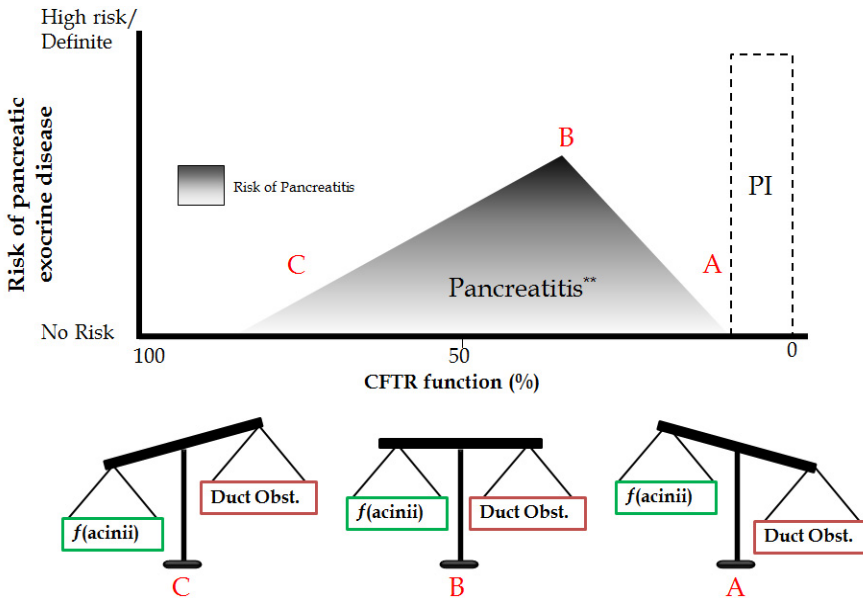 High risk/
Definite
Risk of pancreatic
exocrine disease
B
PI
Risk of Pancreatitis
C
A
Pancreatitis**
No Risk
100
50
0
CFTR function (%)
f(acinii)
Duct Obst.
C
f(acinii)
Duct Obst.
B
f(acinii)
Duct Obst.
A